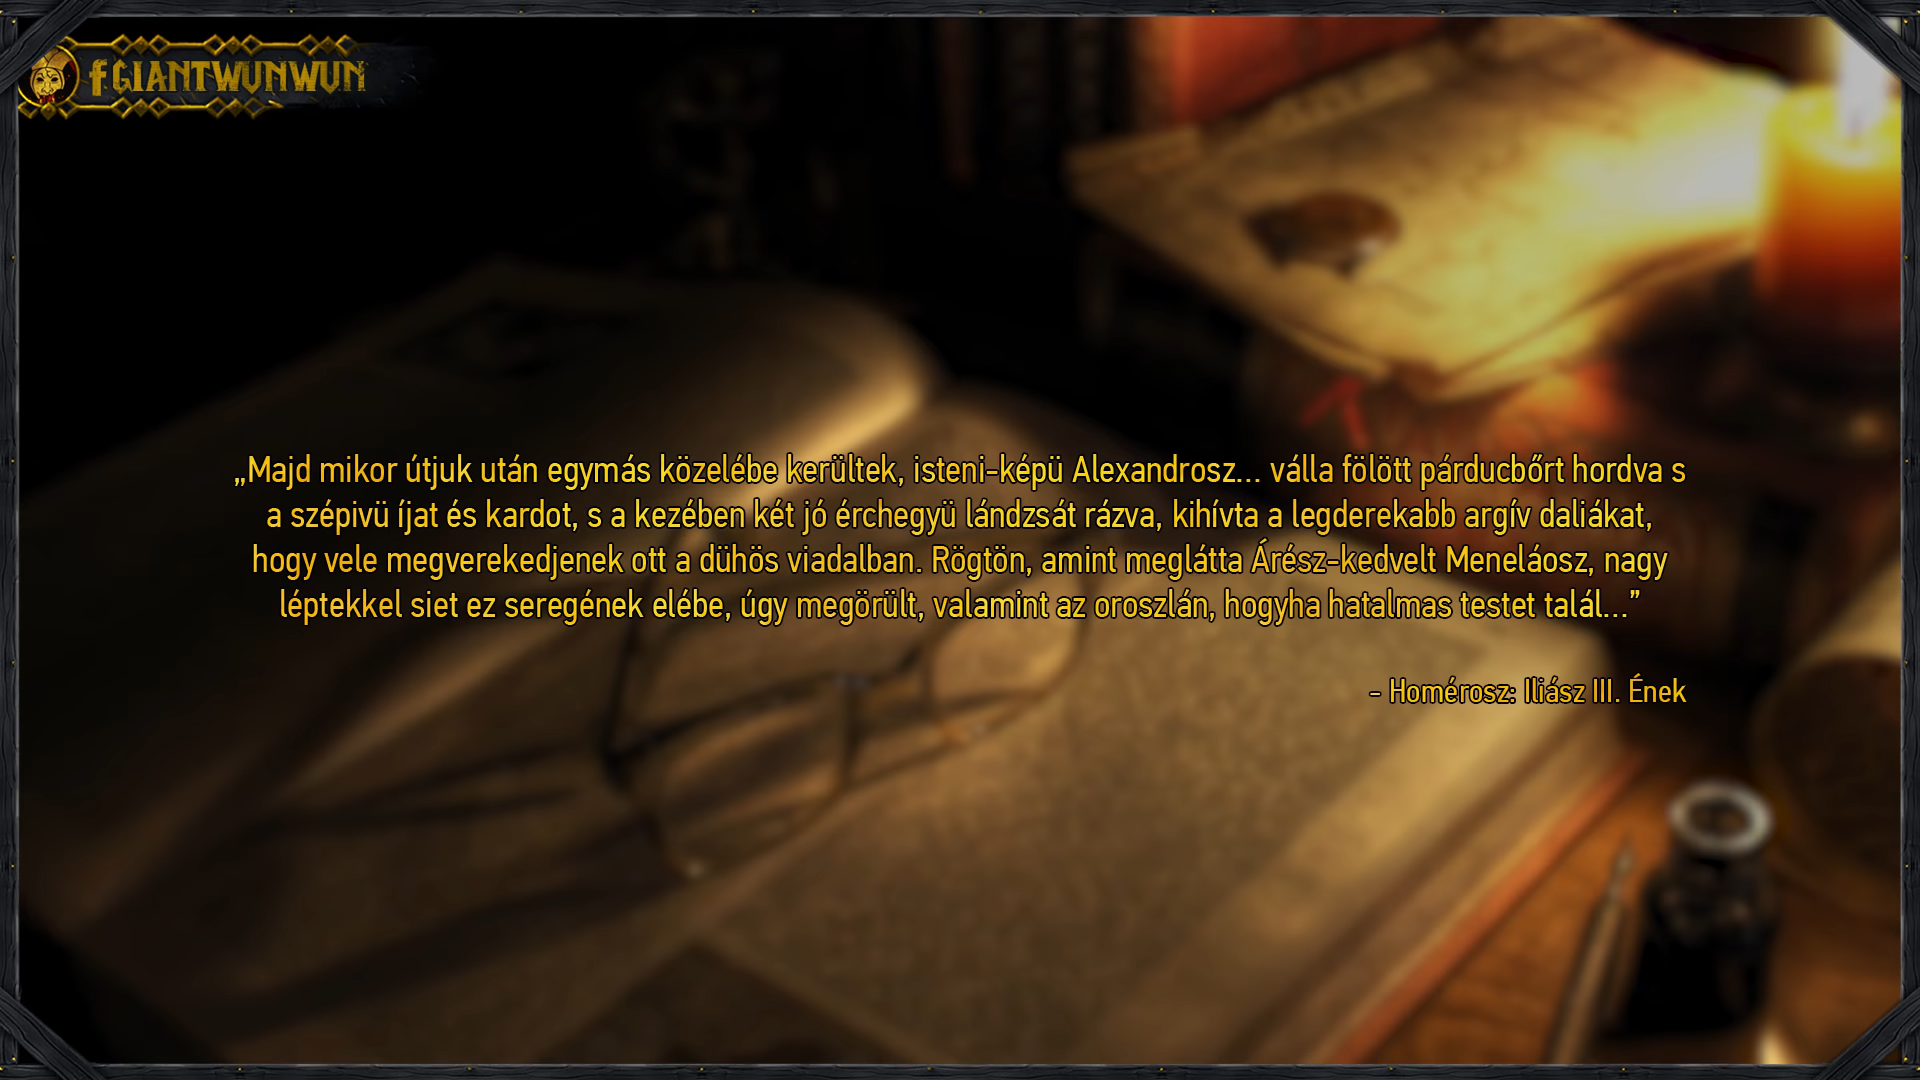 fGIANTWUNWUN
„Majd mikor útjuk után egymás közelébe kerültek, isteni-képü Alexandrosz... válla fölött párducbőrt hordva s
a szépivü íjat és kardot, s a kezében két jó érchegyü lándzsát rázva, kihívta a legderekabb argív daliákat,
hogy vele megverekedjenek ott a dühös viadalban. Rögtön, amint meglátta Árész-kedvelt Meneláosz, nagy
léptekkel siet ez seregének elébe, úgy megörült, valamint az oroszlán, hogyha hatalmas testet talál...”
- Homérosz: Iliász III. Ének